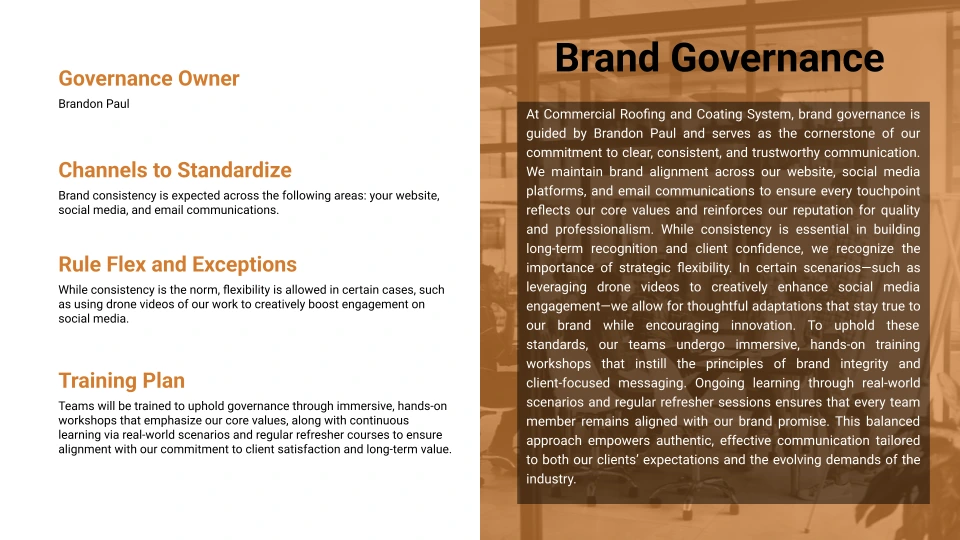 Governance Owner
Brandon Paul
Channels to Standardize
Brand consistency is expected across the following areas: your website,
social media, and email communications.
Rule Flex and Exceptions
While consistency is the norm, flexibility is allowed in certain cases, such
as using drone videos of our work to creatively boost engagement on
social media.
Training Plan
Teams will be trained to uphold governance through immersive, hands-on
workshops that emphasize our core values, along with continuous
learning via real-world scenarios and regular refresher courses to ensure
alignment with our commitment to client satisfaction and long-term value.
Brand Governance
At Commercial Roofing and Coating System, brand governance is
guided by Brandon Paul and serves as the cornerstone of our
commitment to clear, consistent, and trustworthy communication.
We maintain brand alignment across our website, social media
platforms, and email communications to ensure every touchpoint
reflects our core values and reinforces our reputation for quality
and professionalism. While consistency is essential in building
long-term recognition and client confidence, we recognize the
importance of strategic flexibility. In certain scenarios—such as
leveraging drone videos to creatively enhance social media
engagement—we allow for thoughtful adaptations that stay true to
our brand while encouraging innovation. To uphold these
standards, our teams undergo immersive, hands-on training
workshops that instill the principles of brand integrity and
client-focused messaging. Ongoing learning through real-world
scenarios and regular refresher sessions ensures that every team
member remains aligned with our brand promise. This balanced
approach empowers authentic, effective communication tailored
to both our clients’ expectations and the evolving demands of the
industry.